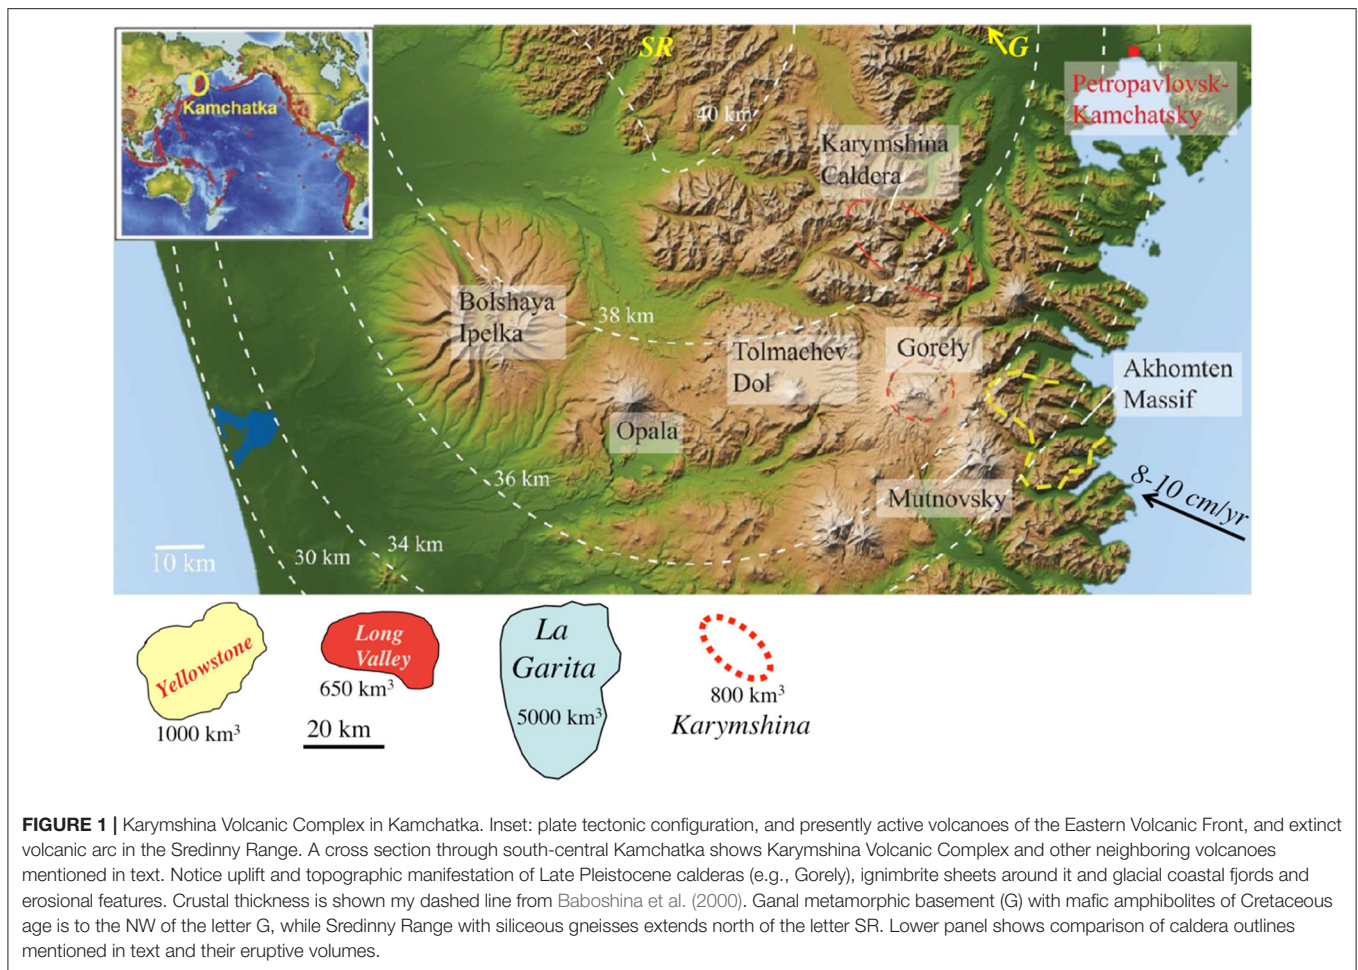 SR
G
Petropavlovsk-
Kamchatsky
Kamchatka
40 km
Karymshina
Caldera
Bolshaya
Ipelka
38 km
Tolmachev
Dol
Gorely
Akhomten
Massif
Opala
36 km
Mutnovsky
8-10 cm/yr
10 km
30 km
34 km
Yellowstone
1000 km³
Long
Valley
650 km³
20 km
La
Garita
5000 km³
800 km³
Karymshina
FIGURE 1 | Karymshina Volcanic Complex in Kamchatka. Inset: plate tectonic configuration, and presently active volcanoes of the Eastern Volcanic Front, and extinct
volcanic arc in the Sredinny Range. A cross section through south-central Kamchatka shows Karymshina Volcanic Complex and other neighboring volcanoes
mentioned in text. Notice uplift and topographic manifestation of Late Pleistocene calderas (e.g., Gorely), ignimbrite sheets around it and glacial coastal fjords and
erosional features. Crustal thickness is shown my dashed line from Baboshina et al. (2000). Ganal metamorphic basement (G) with mafic amphibolites of Cretaceous
age is to the NW of the letter G, while Sredinny Range with siliceous gneisses extends north of the letter SR. Lower panel shows comparison of caldera outlines
mentioned in text and their eruptive volumes.